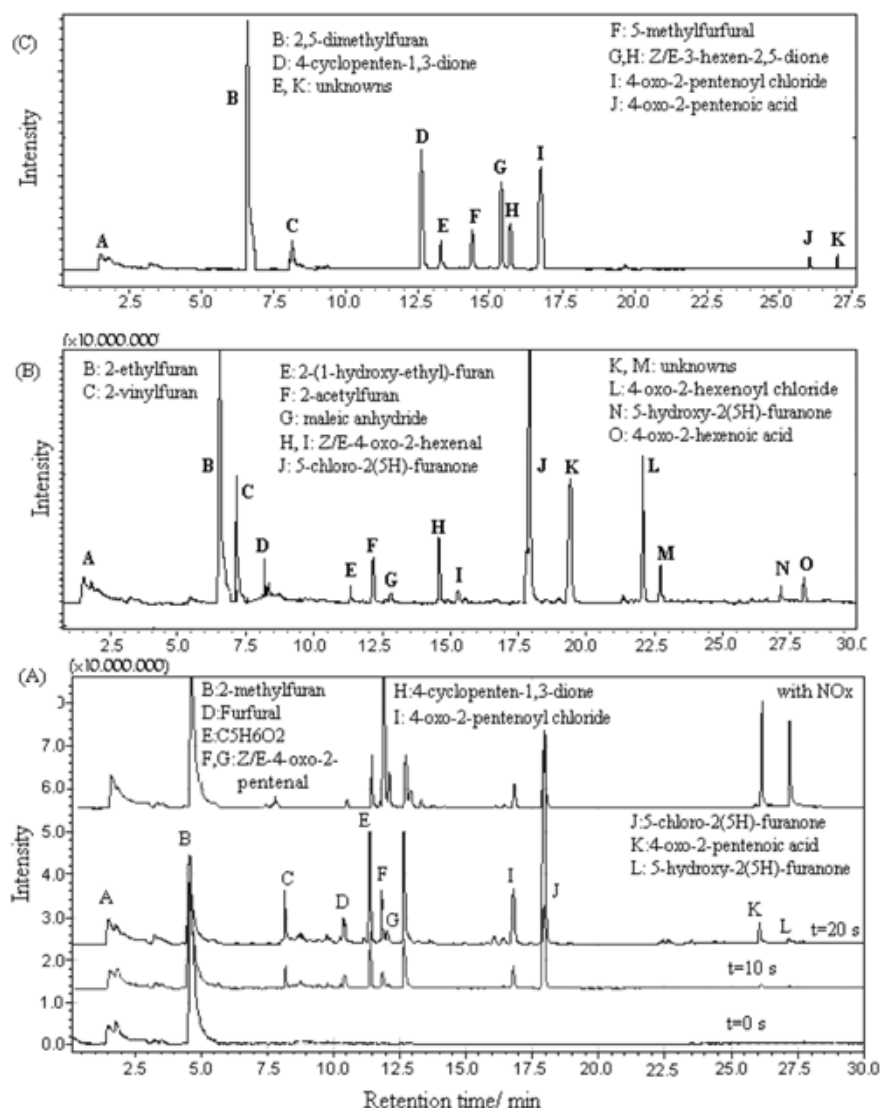 (C)
B: 2,5-dimethylfuran
D: 4-cyclopenten-1,3-dione
E, K: unknowns
F: 5-methylfurfural
G,H: Z/E-3-hexen-2,5-dione
I: 4-oxo-2-pentenoyl chloride
J: 4-oxo-2-pentenoic acid
Intensity
A
B
C
D
E
F
G
H
I
J
K
2.5 5.0 7.5 10.0 12.5 15.0 17.5 20.0 22.5 25.0 27.5
(×10.000.000)
(B)
B: 2-ethylfuran
C: 2-vinylfuran
E: 2-(1-hydroxy-ethyl)-furan
F: 2-acetylfuran
G: maleic anhydride
H, I: Z/E-4-oxo-2-hexenal
J: 5-chloro-2(5H)-furanone
K, M: unknowns
L: 4-oxo-2-hexenoyl chloride
N: 5-hydroxy-2(5H)-furanone
O: 4-oxo-2-hexenoic acid
Intensity
A
B
C
D
E
F
G
H
I
J
K
L
M
N
O
2.5 5.0 7.5 10.0 12.5 15.0 17.5 20.0 22.5 25.0 27.5 30.0
(A)
(×10.000.000)
B:2-methylfuran
D:Furfural
E:C5H6O2
F,G:Z/E-4-oxo-2-
pentenal
H:4-cyclopenten-1,3-dione
I: 4-oxo-2-pentenoyl chloride
with NOx
J:5-chloro-2(5H)-furanone
K:4-oxo-2-pentenoic acid
L: 5-hydroxy-2(5H)-furanone
7.0
6.0
5.0
3.0
2.0
1.0
0.0
Intensity
A
B
C
D
E
F
G
I
J
K
L
t=20 s
t=10 s
t=0 s
2.5 5.0 7.5 10.0 12.5 15.0 17.5 20.0 22.5 25.0 27.5 30.0
Retention time/ min